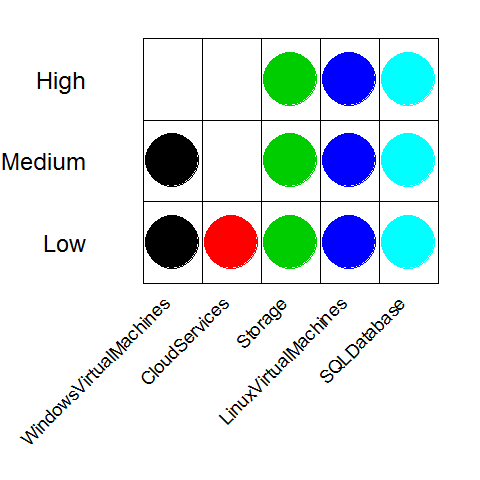 High
Medium
Low
WindowsVirtualMachines
CloudServices
Storage
LinuxVirtualMachines
SQLDatabase